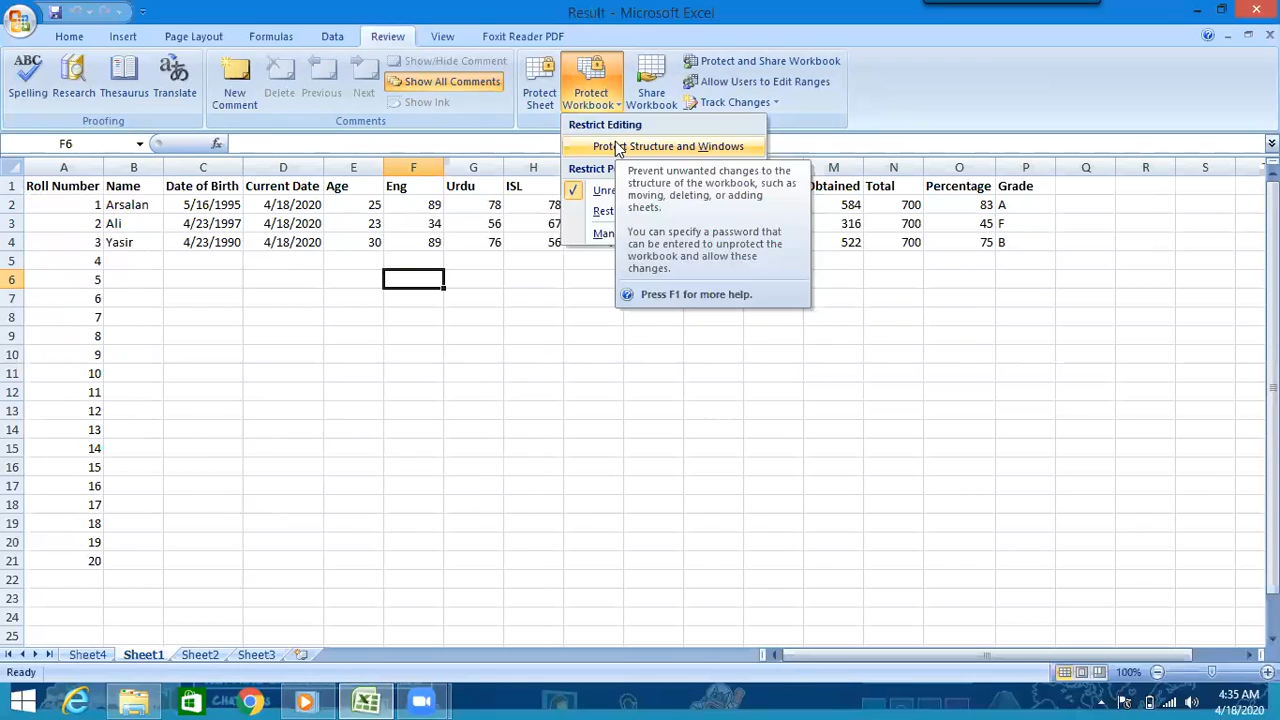 Result - Microsoft Excel
Home Insert Page Layout Formulas Data Review View Foxit Reader PDF
ABC
Spelling Research Thesaurus Translate
Proofing
New Comment Delete Previous Next
Show/Hide Comment
Show All Comments
Show Ink
Comments
Protect Sheet Protect Workbook Share Workbook
Protect and Share Workbook
Allow Users to Edit Ranges
Track Changes
Restrict Editing
Protect Structure and Windows
Prevent unwanted changes to the
structure of the workbook, such as
moving, deleting, or adding
sheets.
You can specify a password that
can be entered to unprotect the
workbook and allow these
changes.
Press F1 for more help.
F6 fx
A B C D E F G H M N O P Q R S
1 Roll Number Name Date of Birth Current Date Age Eng Urdu ISL Obtained Total Percentage Grade
2 1 Arsalan 5/16/1995 4/18/2020 25 89 78 78 584 700 83 A
3 2 Ali 4/23/1997 4/18/2020 23 34 56 67 316 700 45 F
4 3 Yasir 4/23/1990 4/18/2020 30 89 76 56 522 700 75 B
5 4
6 5
7 6
8 7
9 8
10 9
11 10
12 11
13 12
14 13
15 14
16 15
17 16
18 17
19 18
20 19
21 20
22
23
24
25
Sheet4 Sheet1 Sheet2 Sheet3
Ready 100%
4:35 AM
4/18/2020